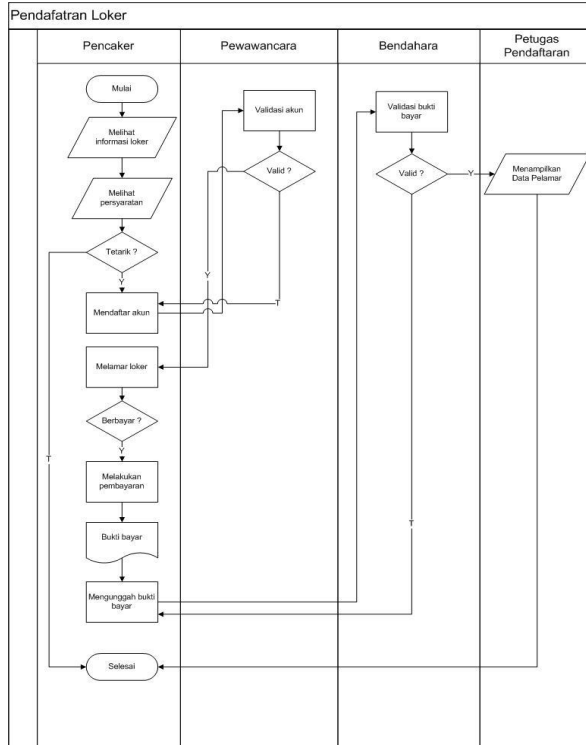 Pendafatran Loker
Pencaker
Pewawancara
Bendahara
Petugas
Pendaftaran
Mulai
Melihat
informasi loker
Melihat
persyaratan
Tetarik ?
Y
T
Mendaftar akun
Melamar loker
Berbayar ?
Y
Melakukan
pembayaran
Bukti bayar
Mengunggah bukti
bayar
Selesai
Validasi akun
Valid ?
Y
T
Validasi bukti
bayar
Valid ?
Y
T
Menampilkan
Data Pelamar